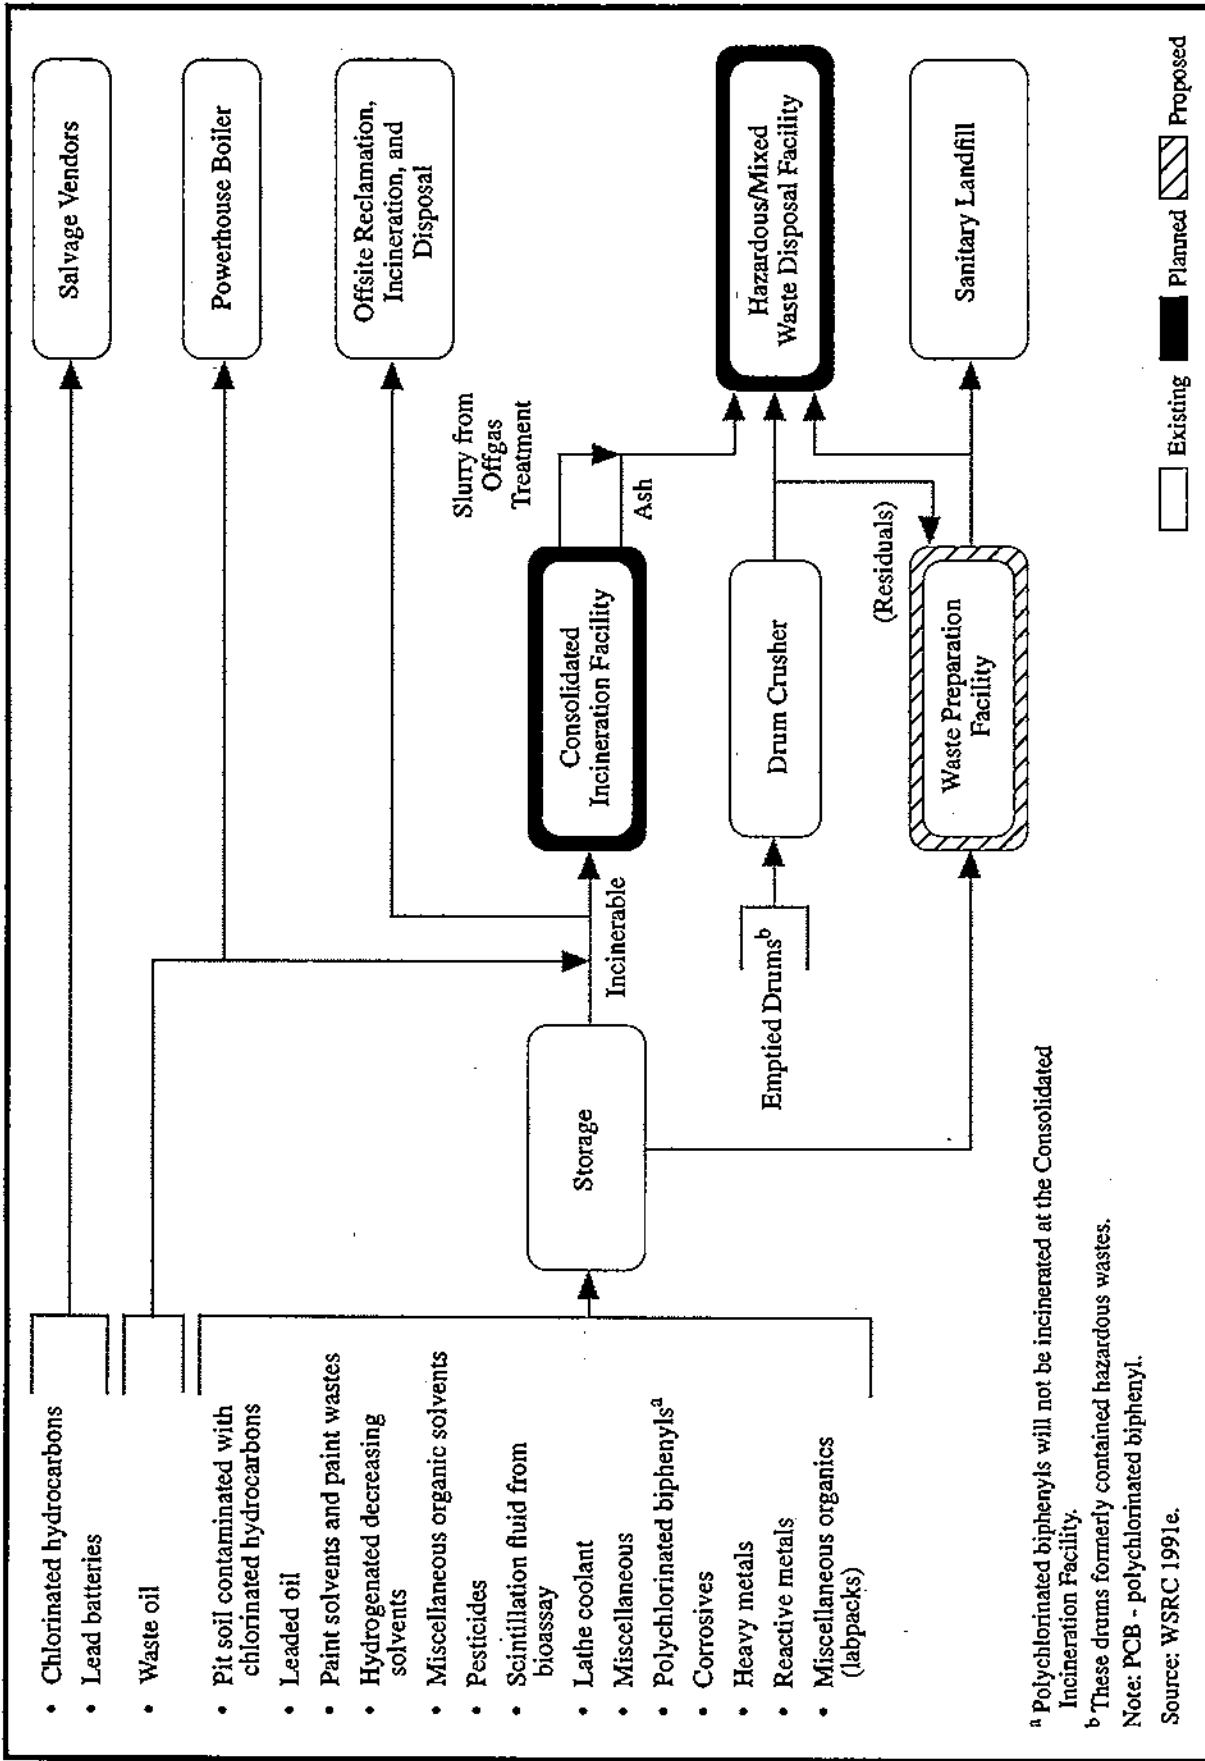 • Chlorinated hydrocarbons
• Lead batteries
• Waste oil
• Pit soil contaminated with
chlorinated hydrocarbons
• Leaded oil
• Paint solvents and paint wastes
• Hydrogenated decreasing
solvents
• Miscellaneous organic solvents
• Pesticides
• Scintillation fluid from
bioassay
• Lathe coolant
• Miscellaneous
• Polychlorinated biphenyls^a
• Corrosives
• Heavy metals
• Reactive metals
• Miscellaneous organics
(labpacks)
Storage
Incinerable
Emptied Drums^b
Consolidated
Incineration Facility
Drum Crusher
Waste Preparation
Facility
Slurry from
Offgas
Treatment
Ash
(Residuals)
Salvage Vendors
Powerhouse Boiler
Offsite Reclamation,
Incineration, and
Disposal
Hazardous/Mixed
Waste Disposal Facility
Sanitary Landfill
^a Polychlorinated biphenyls will not be incinerated at the Consolidated
Incineration Facility.
^b These drums formerly contained hazardous wastes.
Note: PCB - polychlorinated biphenyl.
Source: WSRC 1991e.
Existing
Planned
Proposed